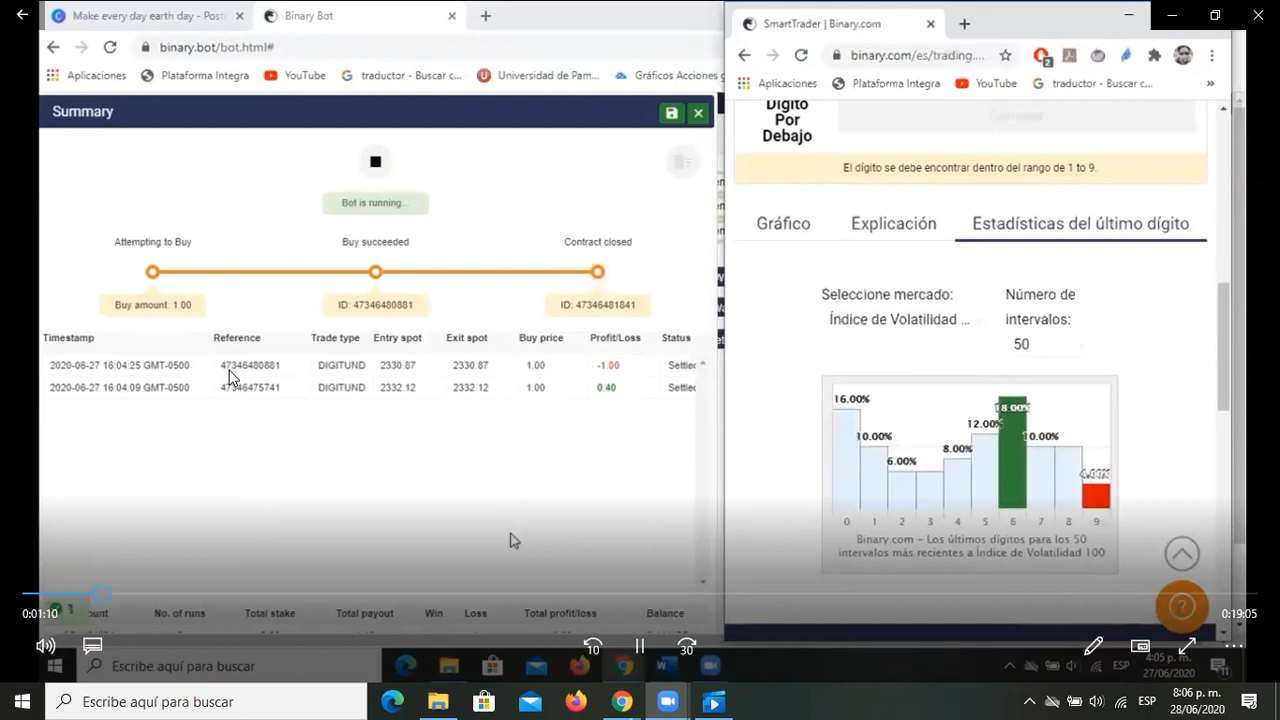 Make every day earth day - Post
Binary Bot
binary.bot/bot.html#
Aplicaciones
Plataforma Integra
YouTube
traductor - Buscar c...
Universidad de Pam...
Gráficos Acciones
Summary
Bot is running...
Attempting to Buy
Buy succeeded
Contract closed
Buy amount: 1.00
ID: 47346480881
ID: 47346481841
Timestamp Reference Trade type Entry spot Exit spot Buy price Profit/Loss Status
2020-06-27 16:04:25 GMT-0500 47346480881 DIGITUND 2330.87 2330.87 1.00 -1.00 Settled
2020-06-27 16:04:09 GMT-0500 47346475741 DIGITUND 2332.12 2332.12 1.00 0.40 Settled
No. of runs Total stake Total payout Win Loss Total profit/loss Balance
SmartTrader | Binary.com
binary.com/es/trading....
2
Aplicaciones
Plataforma Integra
YouTube
traductor - Buscar c...
»
Dígito
Por
Debajo
Comprar
El dígito se debe encontrar dentro del rango de 1 to 9.
Gráfico
Explicación
Estadísticas del último dígito
Seleccione mercado:
Índice de Volatilidad ...
Número de
intervalos:
50
16.00%
10.00%
6.00%
8.00%
12.00%
18.00%
10.00%
4.00%
0 1 2 3 4 5 6 7 8 9
Binary.com - Los últimos dígitos para los 50
intervalos más recientes a Índice de Volatilidad 100
?
0:01:10
0:19:05
10
30
Escribe aquí para buscar
ESP
4:05 p. m.
27/06/2020
Escribe aquí para buscar
ESP
8:06 p. m.
28/06/2020